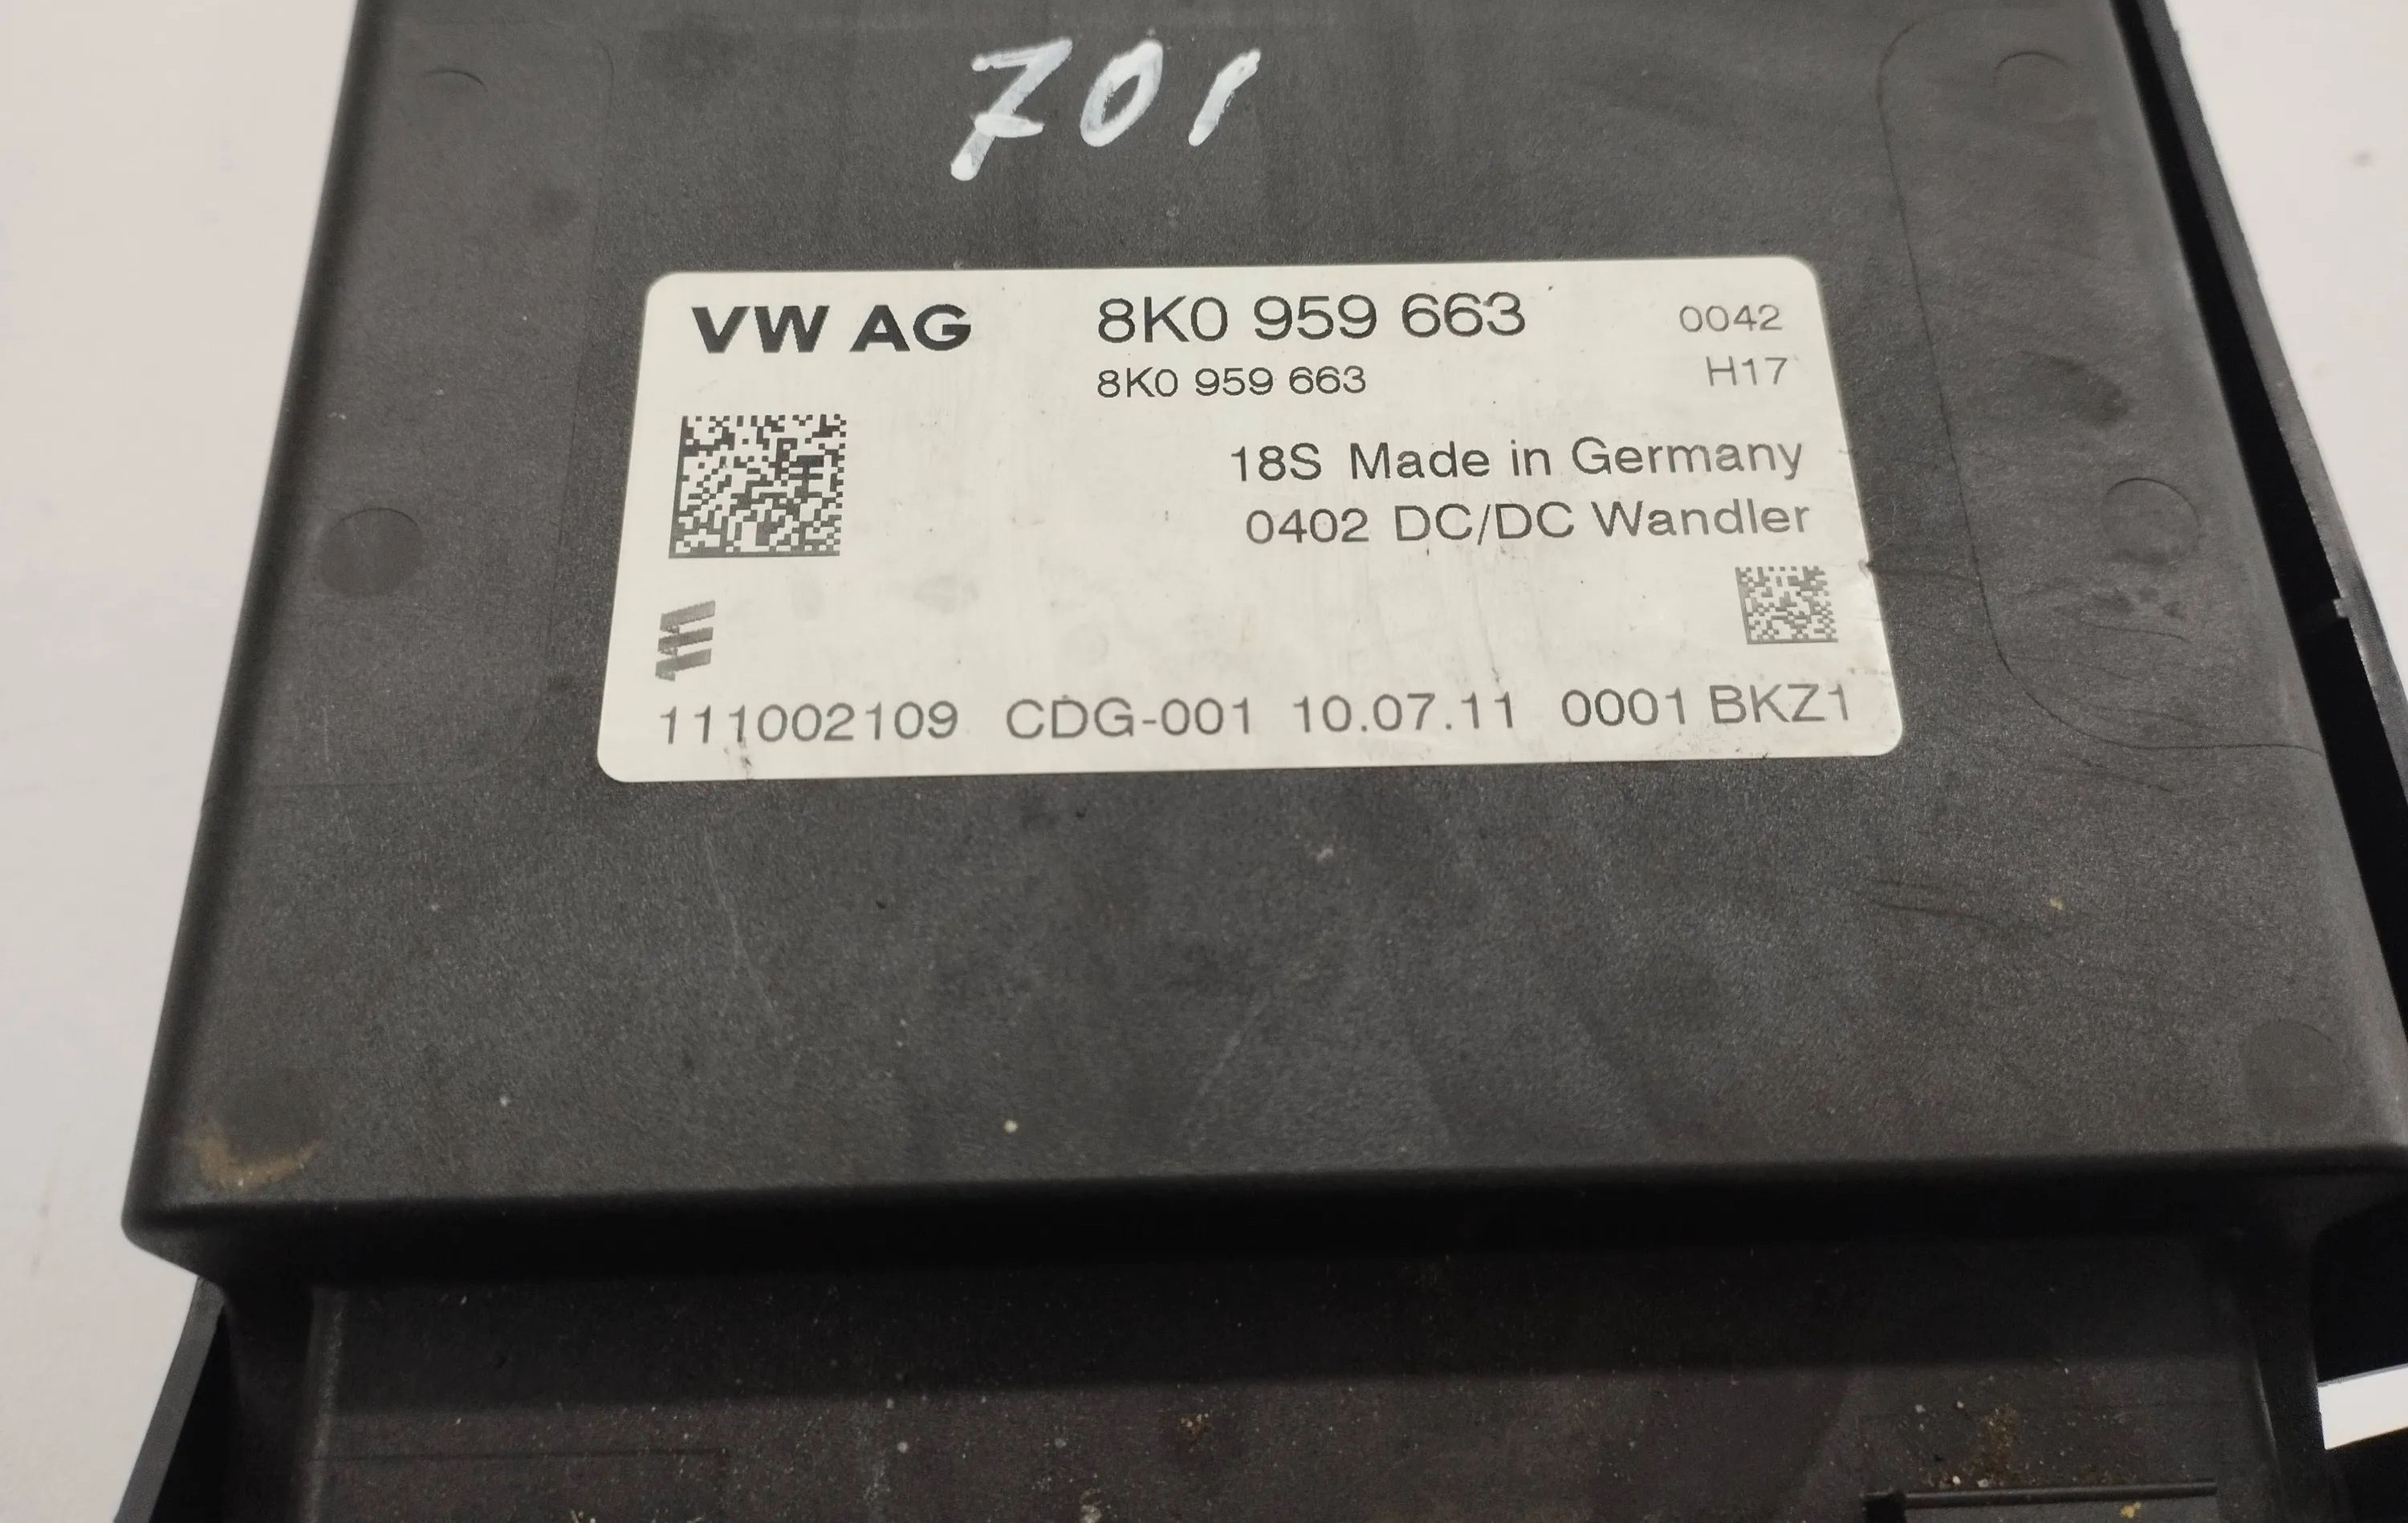 701
VW AG 8K0 959 663 0042
8K0 959 663 H17
18S Made in Germany
0402 DC/DC Wandler
111002109 CDG-001 10.07.11 0001 BKZ1